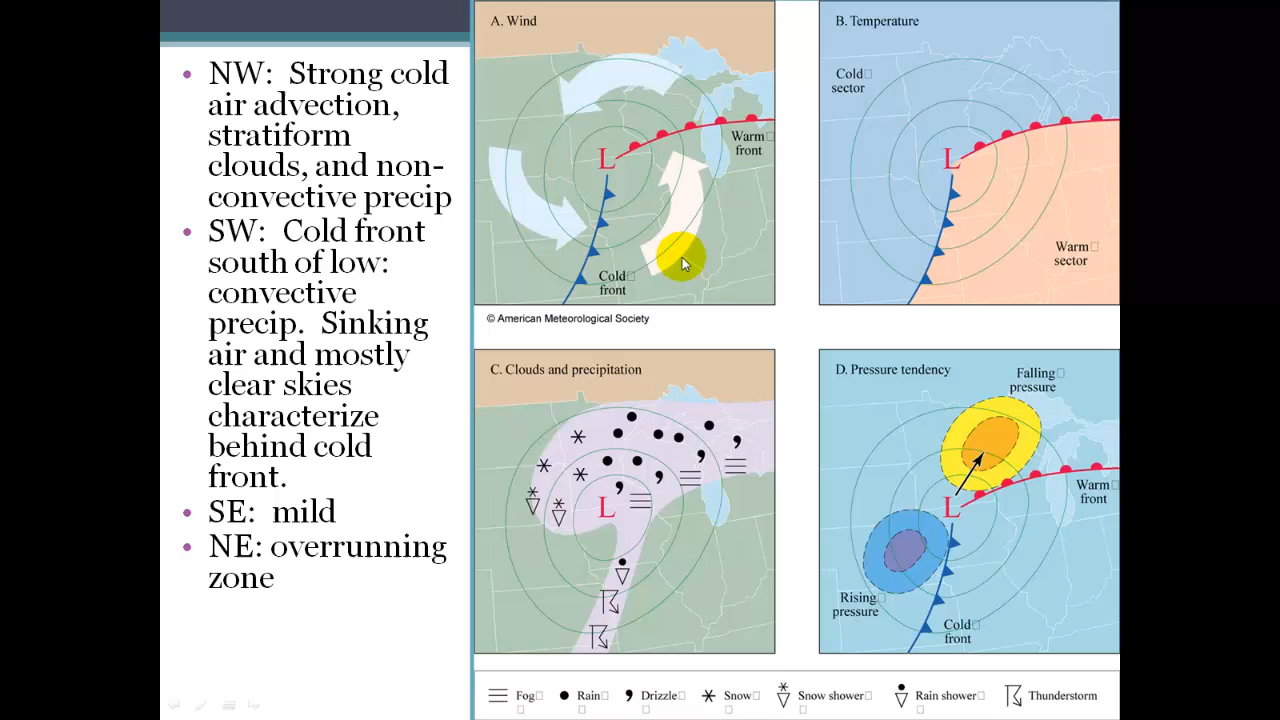 • NW: Strong cold
air advection,
stratiform
clouds, and non-
convective precip
• SW: Cold front
south of low:
convective
precip. Sinking
air and mostly
clear skies
characterize
behind cold
front.
• SE: mild
• NE: overrunning
zone
A. Wind
L
Warm
front
Cold
front
© American Meteorological Society
B. Temperature
Cold
sector
L
Warm
sector
C. Clouds and precipitation
L
D. Pressure tendency
Falling
pressure
L
Warm
front
Rising
pressure
Cold
front
Fog
Rain
Drizzle
Snow
Snow shower
Rain shower
Thunderstorm